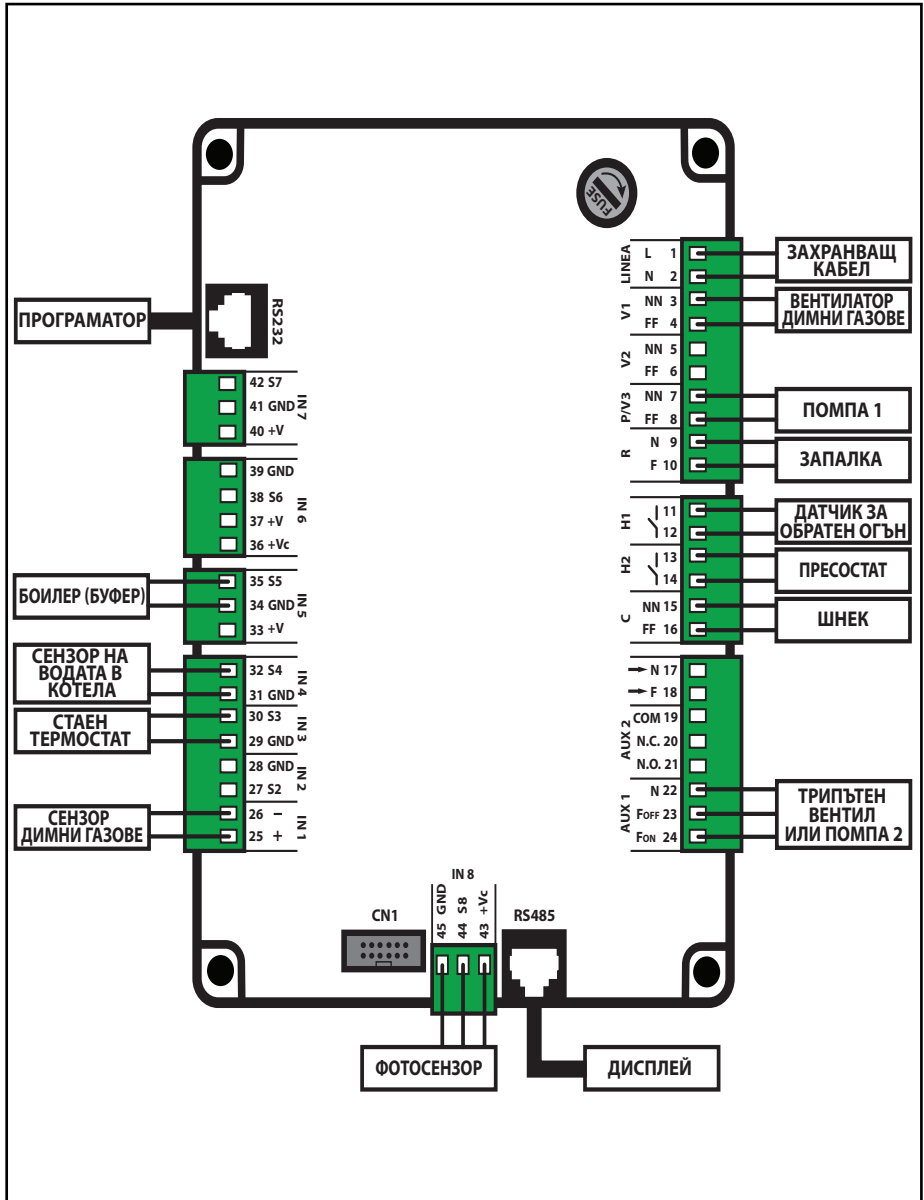 FUSE
LINEA
L 1
N 2
ЗАХРАНВАЩ
КАБЕЛ
V1
NN 3
FF 4
ВЕНТИЛАТОР
ДИМНИ ГАЗОВЕ
V2
NN 5
FF 6
P/V3
NN 7
FF 8
ПОМПА 1
R
N 9
F 10
ЗАПАЛКА
H1
11
12
ДАТЧИК ЗА
ОБРАТЕН ОГЪН
H2
13
14
ПРЕСОСТАТ
C
NN 15
FF 16
ШНЕК
N 17
F 18
AUX 2
COM 19
N.C. 20
N.O. 21
AUX 1
N 22
FOFF 23
FON 24
ТРИПЪТЕН
ВЕНТИЛ
ИЛИ ПОМПА 2
ПРОГРАМАТОР
RS232
42 S7
41 GND
40 +V
IN 7
39 GND
38 S6
37 +V
36 +Vc
IN 6
БОИЛЕР (БУФЕР)
35 S5
34 GND
33 +V
IN 5
СЕНЗОР НА
ВОДАТА В
КОТЕЛА
32 S4
31 GND
IN 4
СТАЕН
ТЕРМОСТАТ
30 S3
29 GND
IN 3
28 GND
27 S2
IN 2
СЕНЗОР
ДИМНИ ГАЗОВЕ
26 −
25 +
IN 1
CN1
IN 8
45 GND
44 S8
43 +Vc
RS485
ФОТОСЕНЗОР
ДИСПЛЕЙ